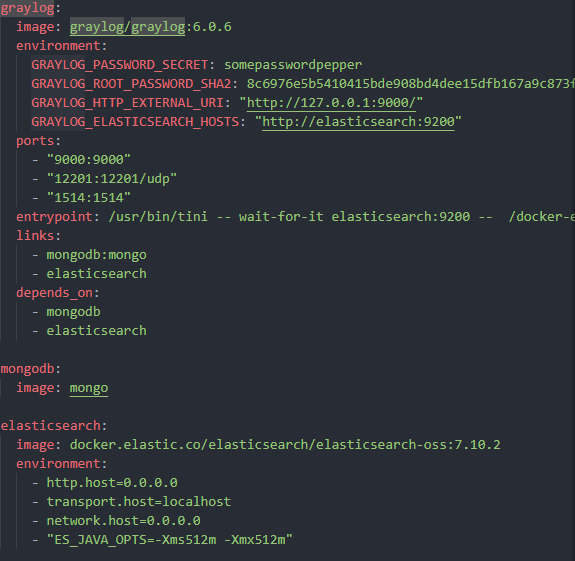 graylog:
image: graylog/graylog:6.0.6
environment:
GRAYLOG_PASSWORD_SECRET: somepasswordpepper
GRAYLOG_ROOT_PASSWORD_SHA2: 8c6976e5b5410415bde908bd4dee15dfb167a9c873f
GRAYLOG_HTTP_EXTERNAL_URI: "http://127.0.0.1:9000/"
GRAYLOG_ELASTICSEARCH_HOSTS: "http://elasticsearch:9200"
ports:
- "9000:9000"
- "12201:12201/udp"
- "1514:1514"
entrypoint: /usr/bin/tini -- wait-for-it elasticsearch:9200 --  /docker-e
links:
- mongodb:mongo
- elasticsearch
depends_on:
- mongodb
- elasticsearch
mongodb:
image: mongo
elasticsearch:
image: docker.elastic.co/elasticsearch/elasticsearch-oss:7.10.2
environment:
- http.host=0.0.0.0
- transport.host=localhost
- network.host=0.0.0.0
- "ES_JAVA_OPTS=-Xms512m -Xmx512m"